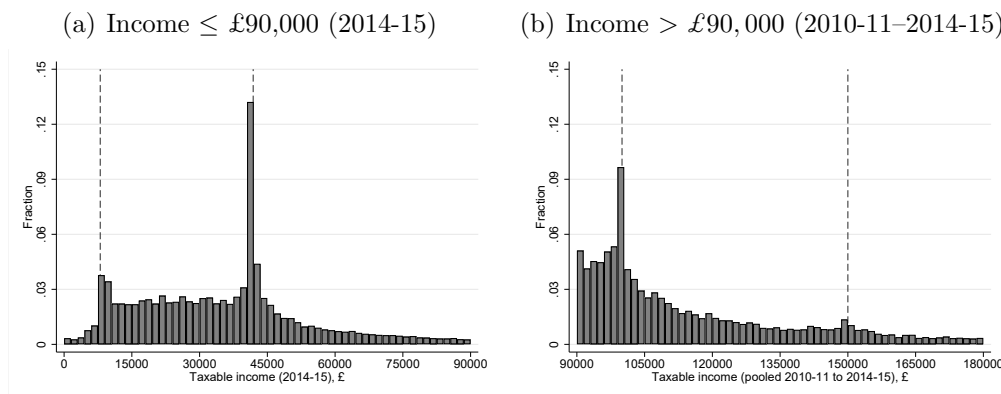 (a) Income ≤ £90,000 (2014-15)
.15
.12
.09
.06
.03
0
Fraction
0 15000 30000 45000 60000 75000 90000
Taxable income (2014-15), £
(b) Income > £90,000 (2010-11–2014-15)
.15
.12
.09
.06
.03
0
Fraction
90000 105000 120000 135000 150000 165000 180000
Taxable income (pooled 2010-11 to 2014-15), £